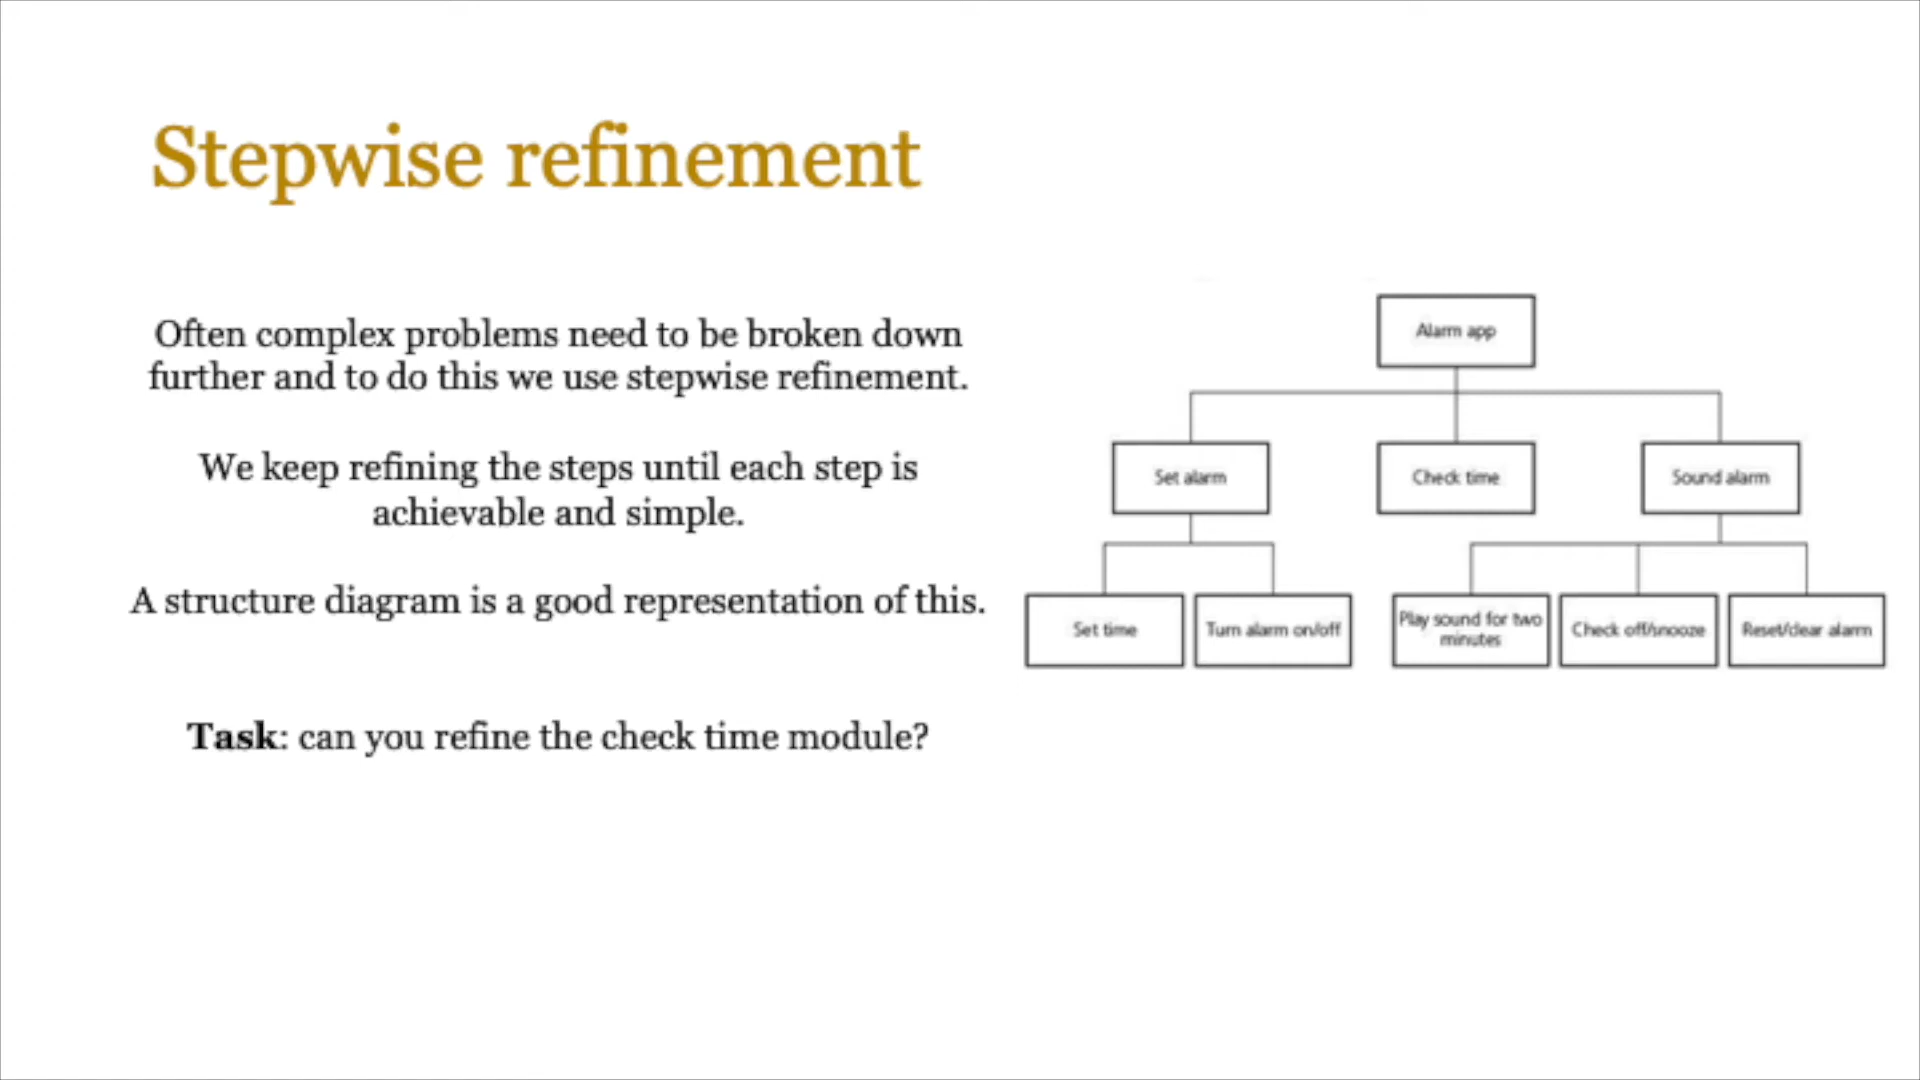 Stepwise refinement
Often complex problems need to be broken down
further and to do this we use stepwise refinement.
We keep refining the steps until each step is
achievable and simple.
A structure diagram is a good representation of this.
Task: can you refine the check time module?
Alarm app
Set alarm
Check time
Sound alarm
Set time
Turn alarm on/off
Play sound for two
minutes
Check off/snooze
Reset/clear alarm